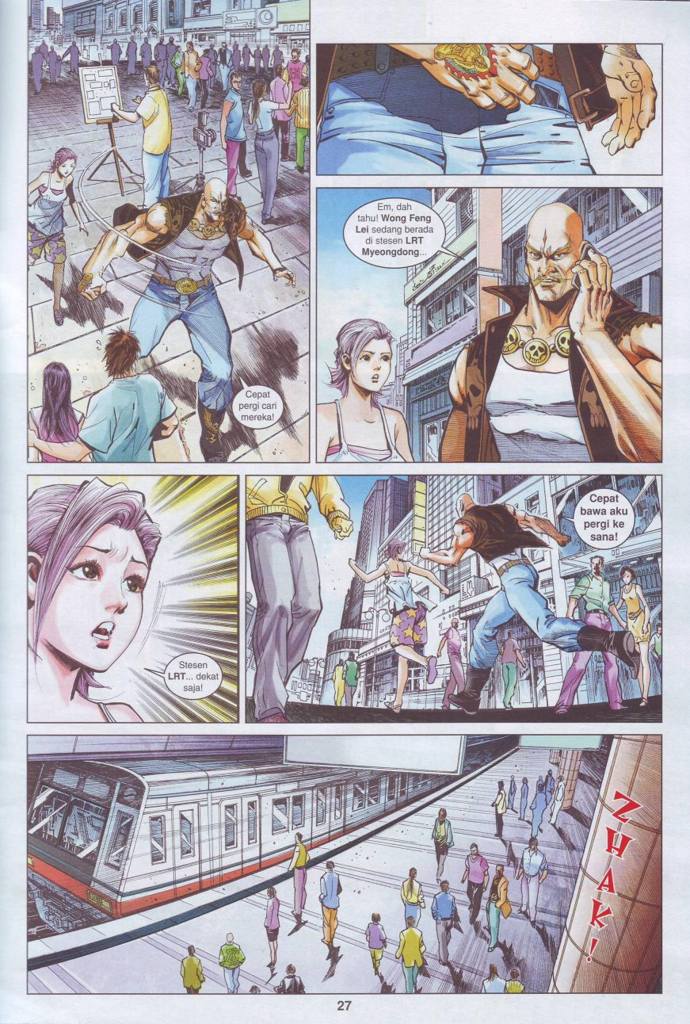 Cepat
pergi cari
mereka!
Em, dah
tahu! Wong Feng
Lei sedang berada
di stesen LRT
Myeongdong...
Stesen
LRT... dekat
saja!
Cepat
bawa aku
pergi ke
sana!
ZHAK!
27